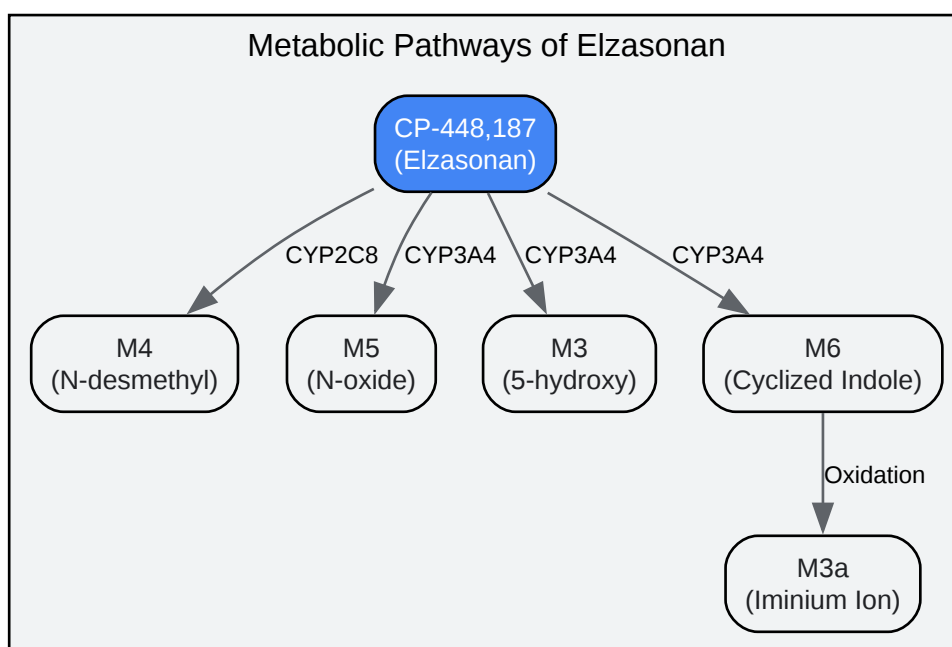 Metabolic Pathways of Elzasonan
CP-448,187
(Elzasonan)
CYP2C8
CYP3A4
CYP3A4
CYP3A4
M4
(N-desmethyl)
M5
(N-oxide)
M3
(5-hydroxy)
M6
(Cyclized Indole)
Oxidation
M3a
(Iminium Ion)